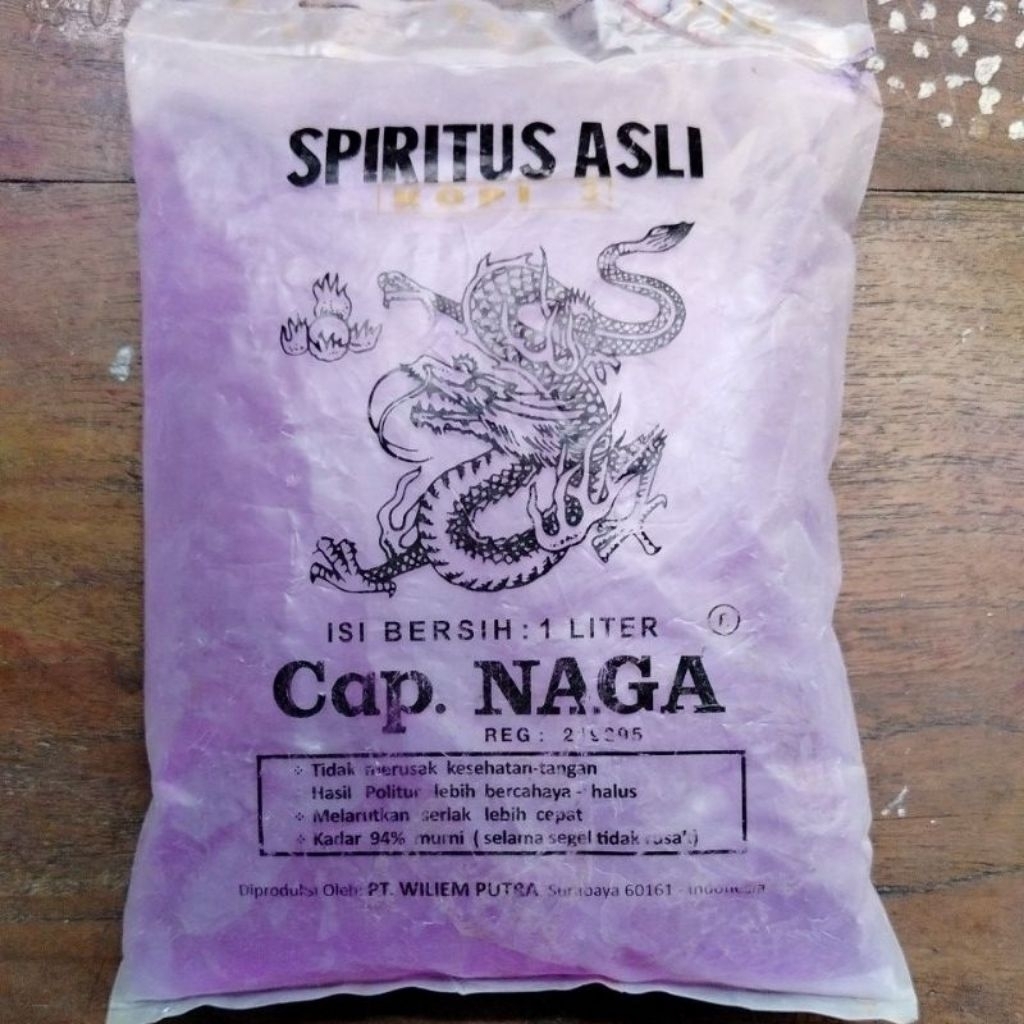 SPIRITUS ASLI
ISI BERSIH : 1 LITER
Cap. NAGA
REG :
Tidak merusak kesehatan-tangan
Hasil Politur lebih bercahaya - halus
Melarutkan serlak lebih cepat
Kadar 94% murni ( selama segel tidak rusak )
Diproduksi Oleh: PT. WILIEM PUTRA Surabaya 60161 - Indonesia